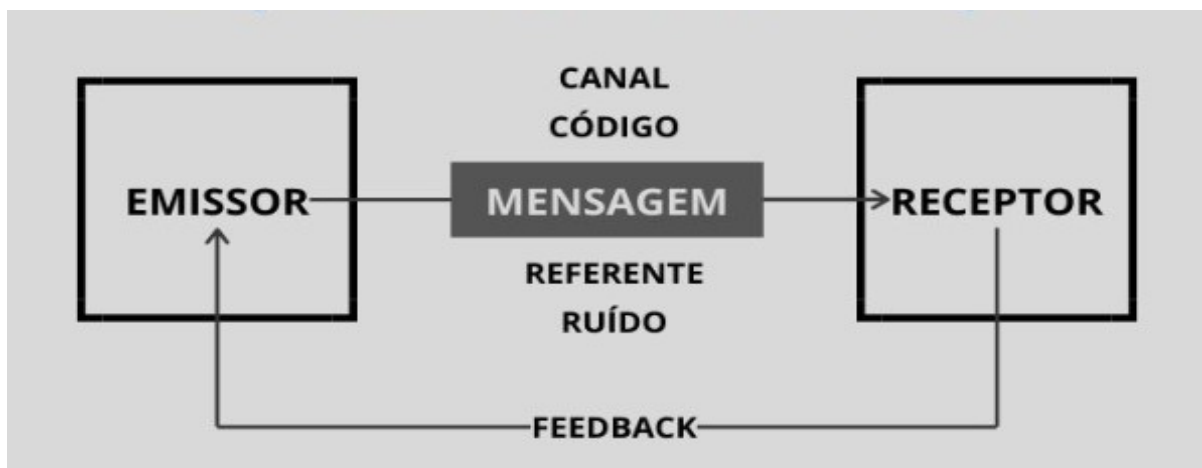 CANAL
CÓDIGO
EMISSOR
MENSAGEM
RECEPTOR
REFERENTE
RUÍDO
FEEDBACK